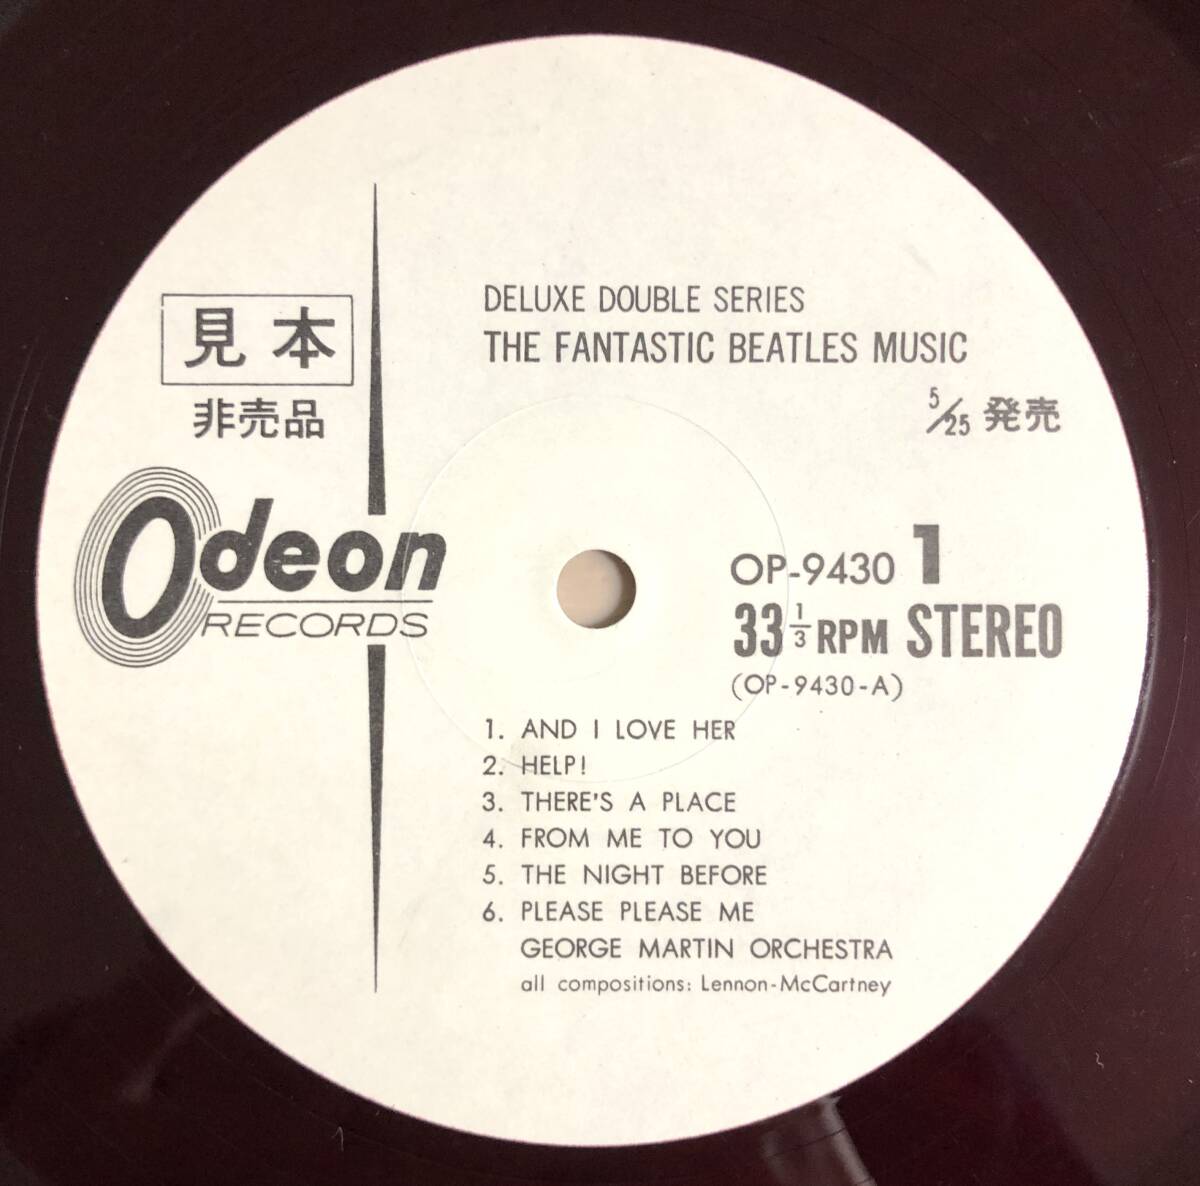 DELUXE DOUBLE SERIES
THE FANTASTIC BEATLES MUSIC
見本
非売品
5/25 発売
Odeon
RECORDS
OP-9430 1
33 1/3 RPM STEREO
(OP-9430-A)
1. AND I LOVE HER
2. HELP!
3. THERE'S A PLACE
4. FROM ME TO YOU
5. THE NIGHT BEFORE
6. PLEASE PLEASE ME
GEORGE MARTIN ORCHESTRA
all compositions: Lennon-McCartney